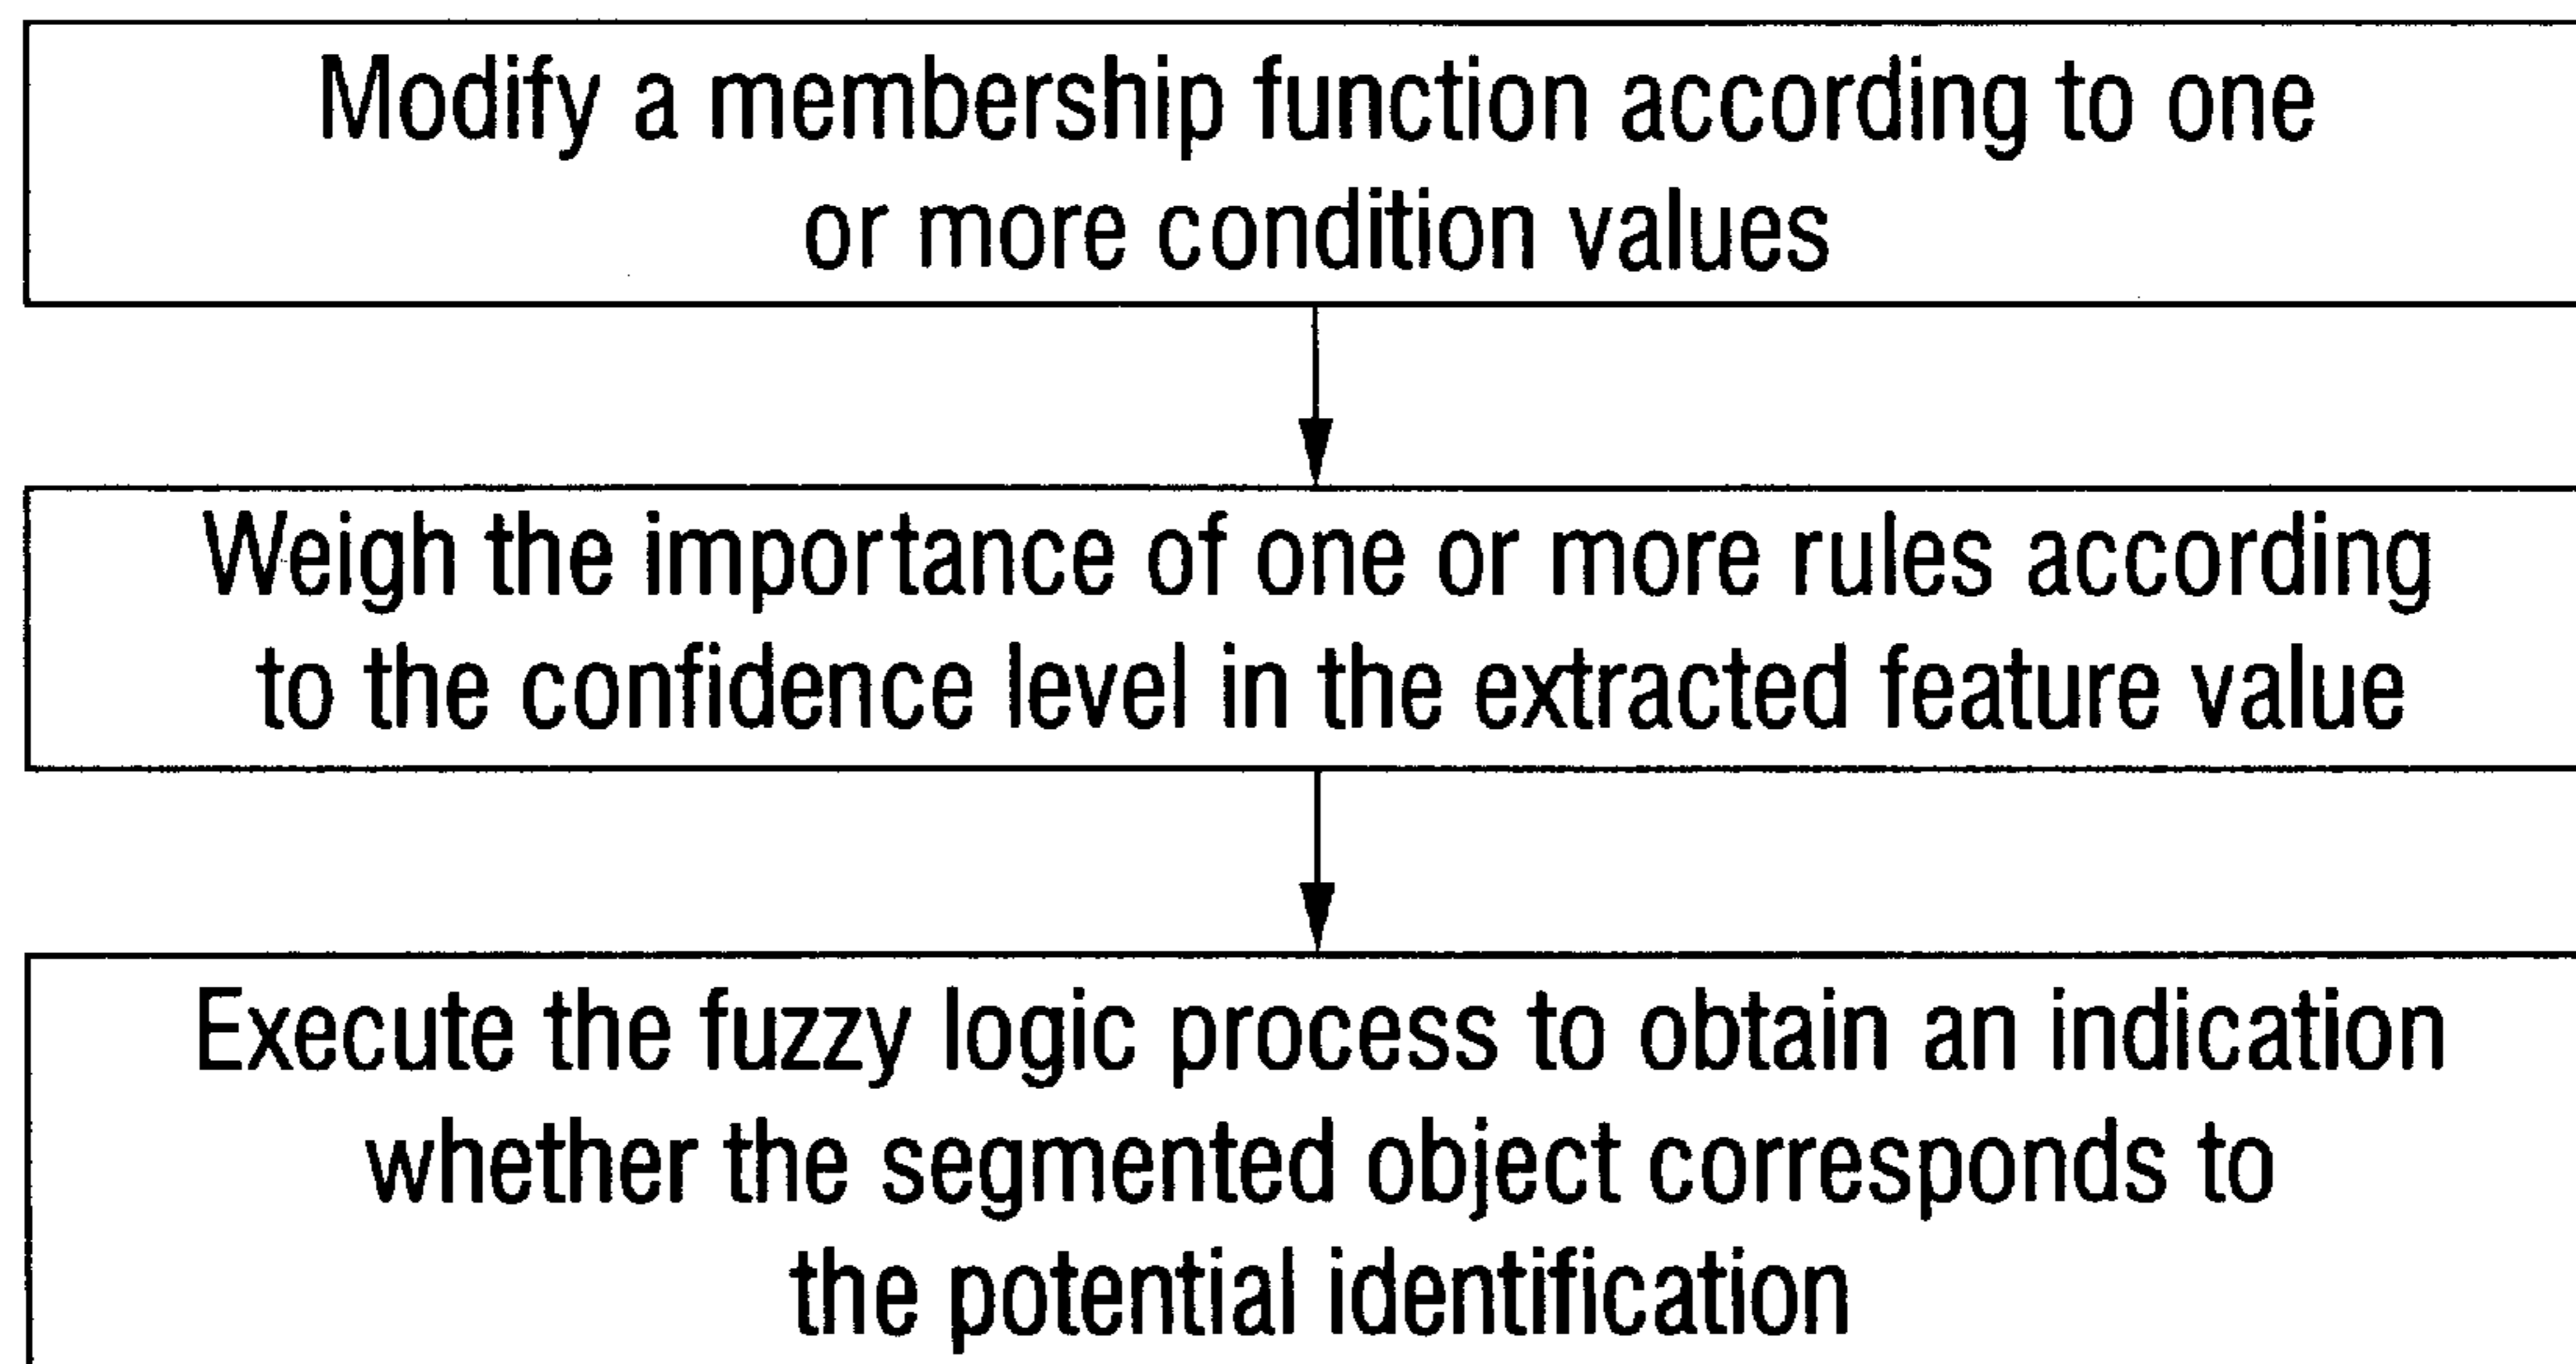 Modify a membership function according to one
or more condition values
Weigh the importance of one or more rules according
to the confidence level in the extracted feature value
Execute the fuzzy logic process to obtain an indication
whether the segmented object corresponds to
the potential identification